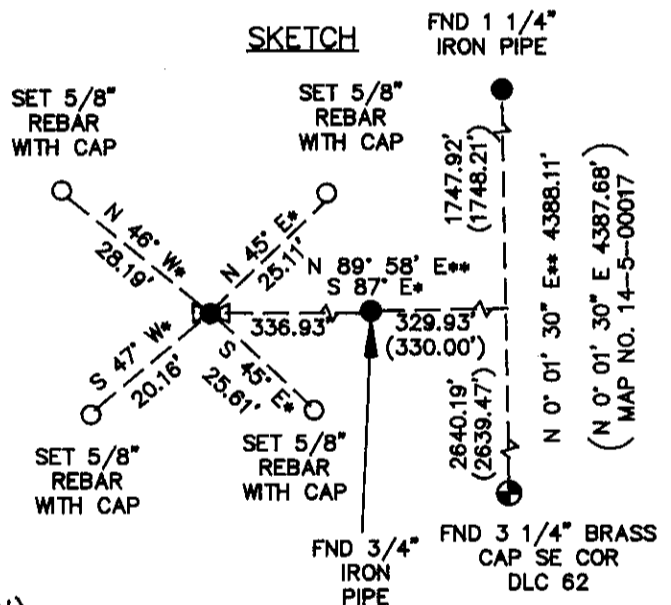 SKETCH
FND 1 1/4"
IRON PIPE
SET 5/8"
REBAR
WITH CAP
SET 5/8"
REBAR
WITH CAP
N 46° W*
28.19'
N 45° E*
25.11'
1747.92'
(1748.21')
N 0° 01' 30" E** 4388.11'
(N 0° 01' 30" E 4387.68'
MAP NO. 14-5-00017)
N 89° 58' E**
S 87° E*
336.93'
329.93'
(330.00')
S 47° W*
20.16'
S 45° E*
25.61'
2640.19'
(2639.47')
SET 5/8"
REBAR
WITH CAP
SET 5/8"
REBAR
WITH CAP
FND 3/4"
IRON
PIPE
FND 3 1/4" BRASS
CAP SE COR
DLC 62